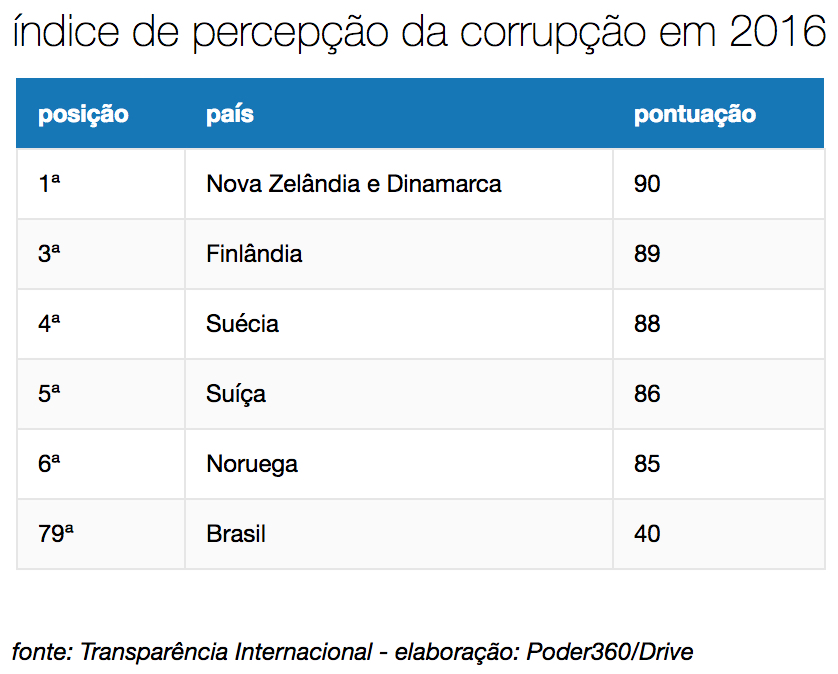 índice de percepção da corrupção em 2016
posição país pontuação
1ª Nova Zelândia e Dinamarca 90
3ª Finlândia 89
4ª Suécia 88
5ª Suíça 86
6ª Noruega 85
79ª Brasil 40
fonte: Transparência Internacional - elaboração: Poder360/Drive